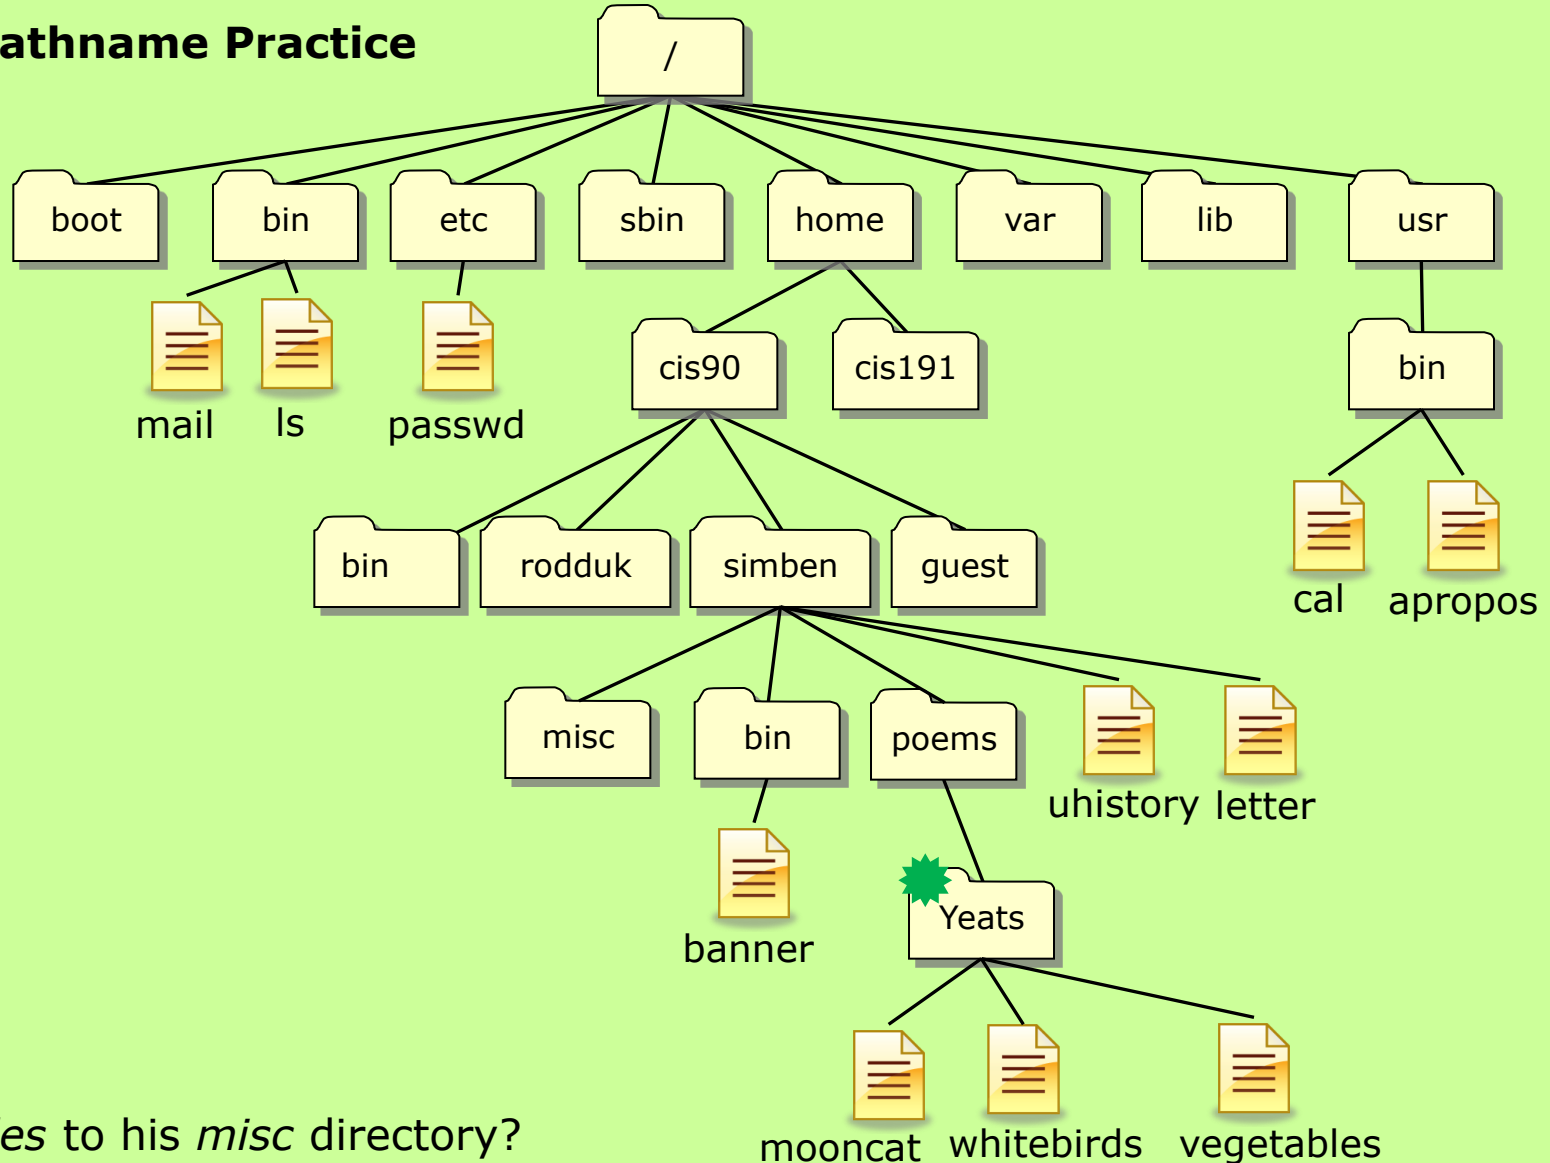 athname Practice
/
boot bin etc sbin home var lib usr
cis90 cis191 bin
mail ls passwd
bin rodduk simben guest
cal apropos
misc bin poems
uhistory letter
Yeats
banner
es to his misc directory?
mooncat whitebirds vegetables